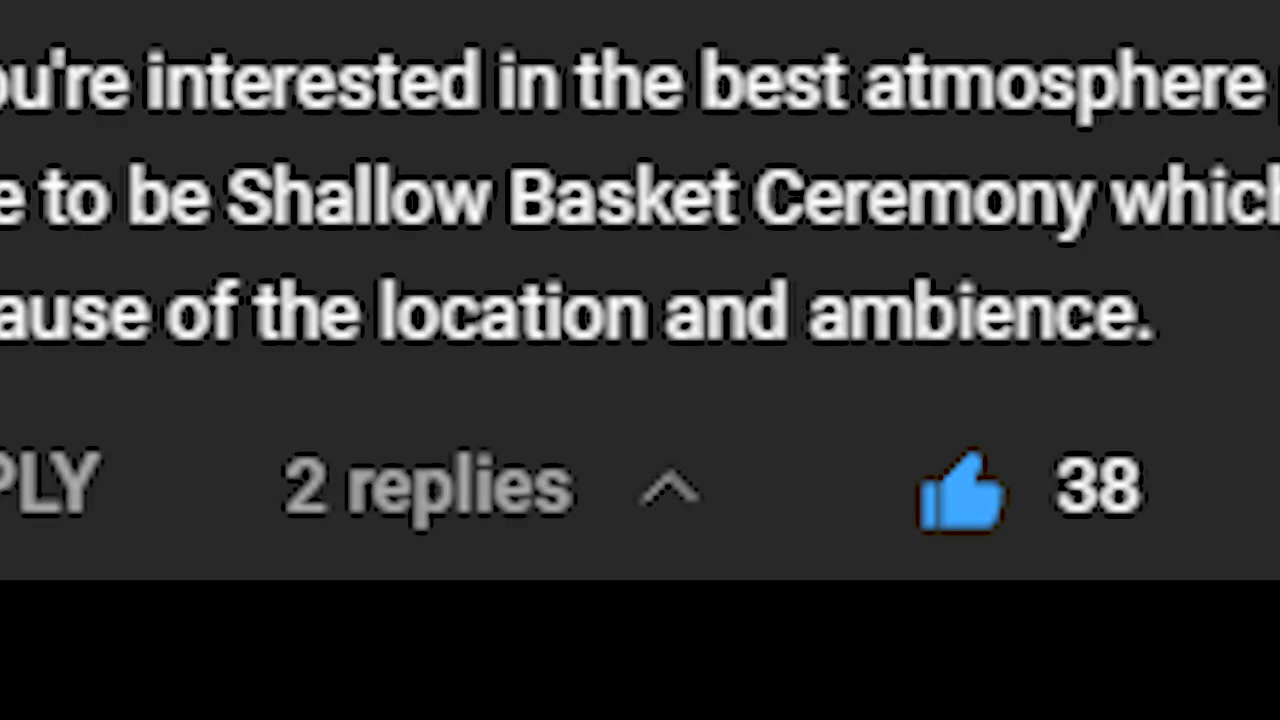 ou're interested in the best atmosphere
e to be Shallow Basket Ceremony which
ause of the location and ambience.
PLY 2 replies 38